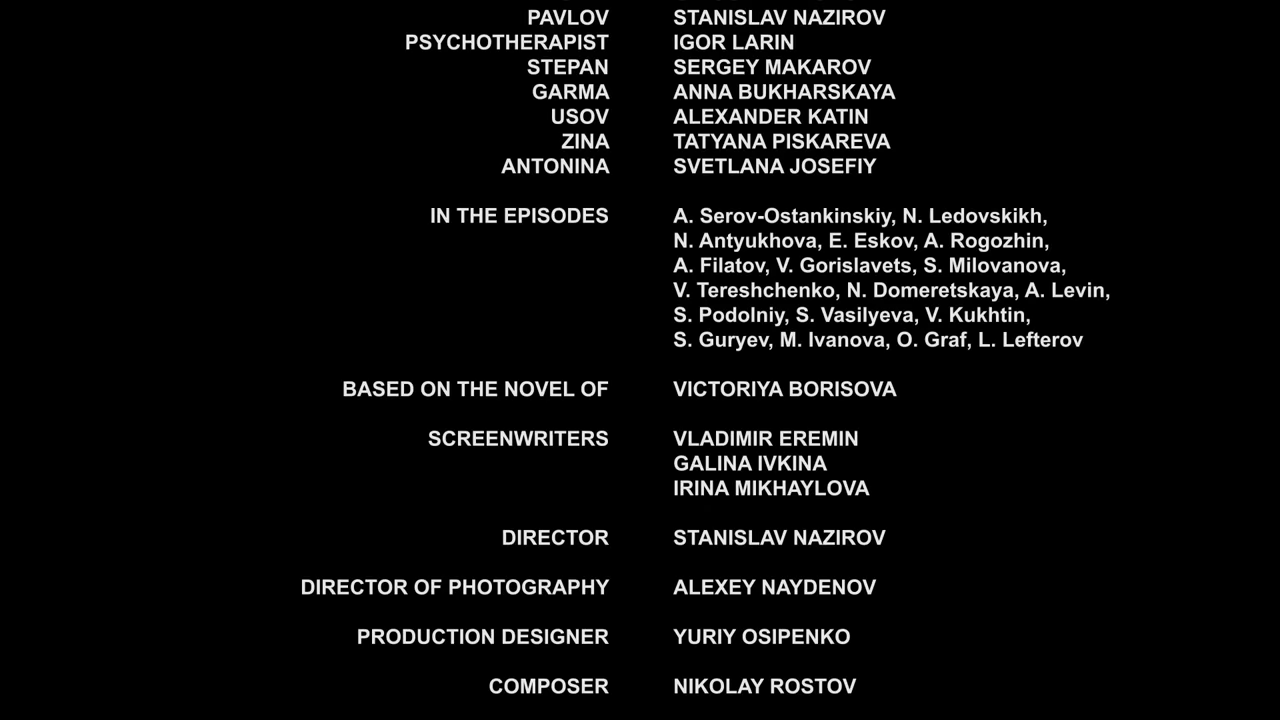 PAVLOV STANISLAV NAZIROV
PSYCHOTHERAPIST IGOR LARIN
STEPAN SERGEY MAKAROV
GARMA ANNA BUKHARSKAYA
USOV ALEXANDER KATIN
ZINA TATYANA PISKAREVA
ANTONINA SVETLANA JOSEFIY
IN THE EPISODES A. Serov-Ostankinskiy, N. Ledovskikh,
N. Antyukhova, E. Eskov, A. Rogozhin,
A. Filatov, V. Gorislavets, S. Milovanova,
V. Tereshchenko, N. Domeretskaya, A. Levin,
S. Podolniy, S. Vasilyeva, V. Kukhtin,
S. Guryev, M. Ivanova, O. Graf, L. Lefterov
BASED ON THE NOVEL OF VICTORIYA BORISOVA
SCREENWRITERS VLADIMIR EREMIN
GALINA IVKINA
IRINA MIKHAYLOVA
DIRECTOR STANISLAV NAZIROV
DIRECTOR OF PHOTOGRAPHY ALEXEY NAYDENOV
PRODUCTION DESIGNER YURIY OSIPENKO
COMPOSER NIKOLAY ROSTOV